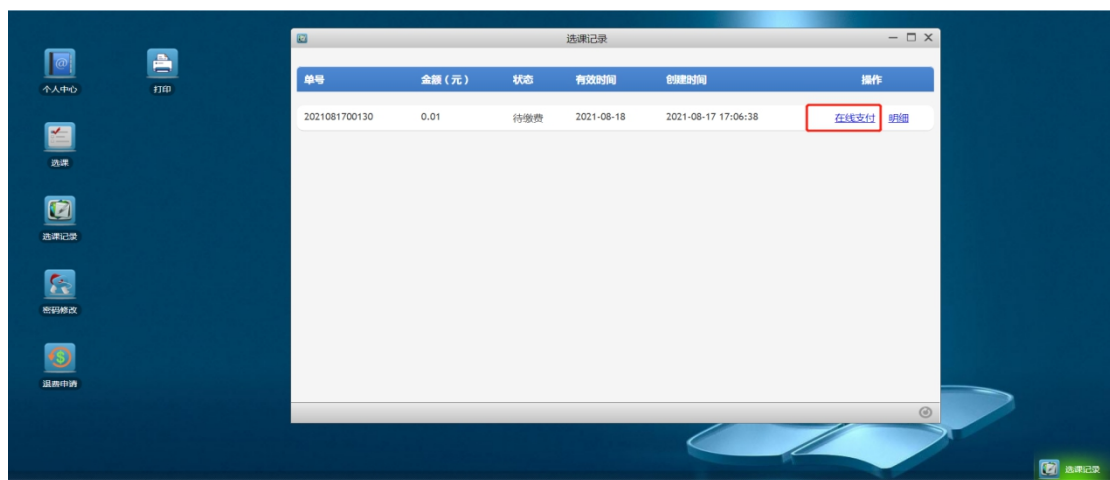 选课记录
单号 金额（元） 状态 有效时间 创建时间 操作
2021081700130 0.01 待缴费 2021-08-18 2021-08-17 17:06:38 在线支付 明细
个人中心 打印
选课
选课记录
密码修改
退费申请
选课记录